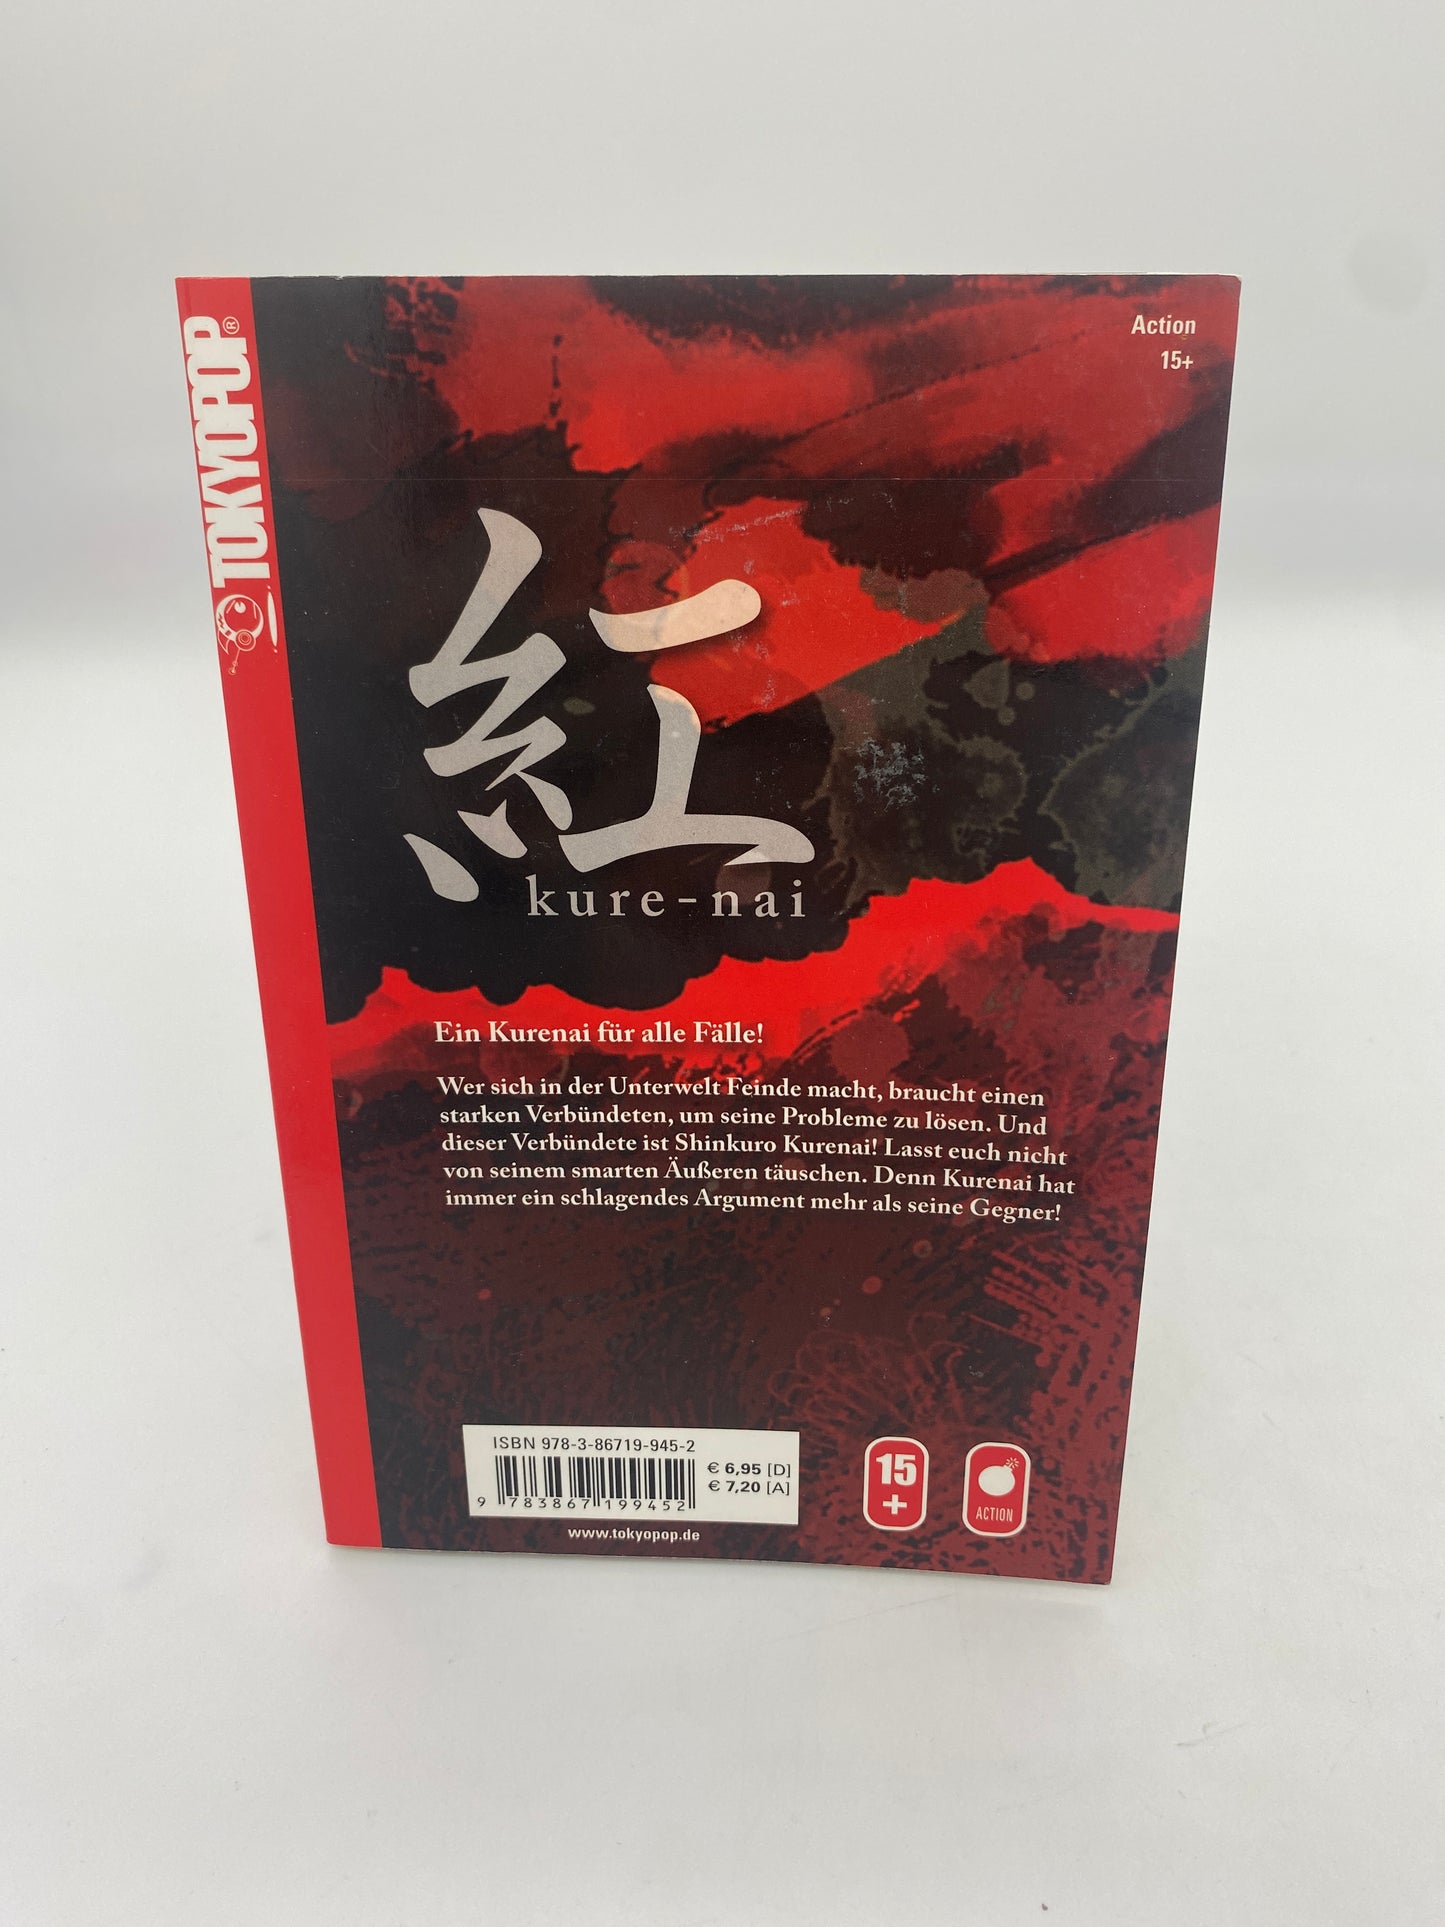 TOKYOPOP®
Action
15+
紅
kure-nai
Ein Kurenai für alle Fälle!
Wer sich in der Unterwelt Feinde macht, braucht einen
starken Verbündeten, um seine Probleme zu lösen. Und
dieser Verbündete ist Shinkuro Kurenai! Lasst euch nicht
von seinem smarten Äußeren täuschen. Denn Kurenai hat
immer ein schlagendes Argument mehr als seine Gegner!
ISBN 978-3-86719-945-2
€ 6,95 [D]
€ 7,20 [A]
9 783867 199452
www.tokyopop.de
15
+
ACTION